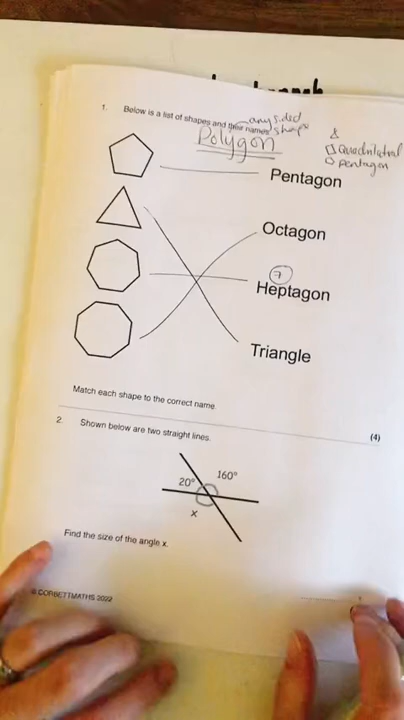 1. Below is a list of shapes and their names
any sided
shape
Polygon
&
Quadrilatral
pentagon
Pentagon
Octagon
7
Heptagon
Triangle
Match each shape to the correct name.
(4)
2. Shown below are two straight lines.
20° 160°
x
Find the size of the angle x.
© CORBETTMATHS 2022